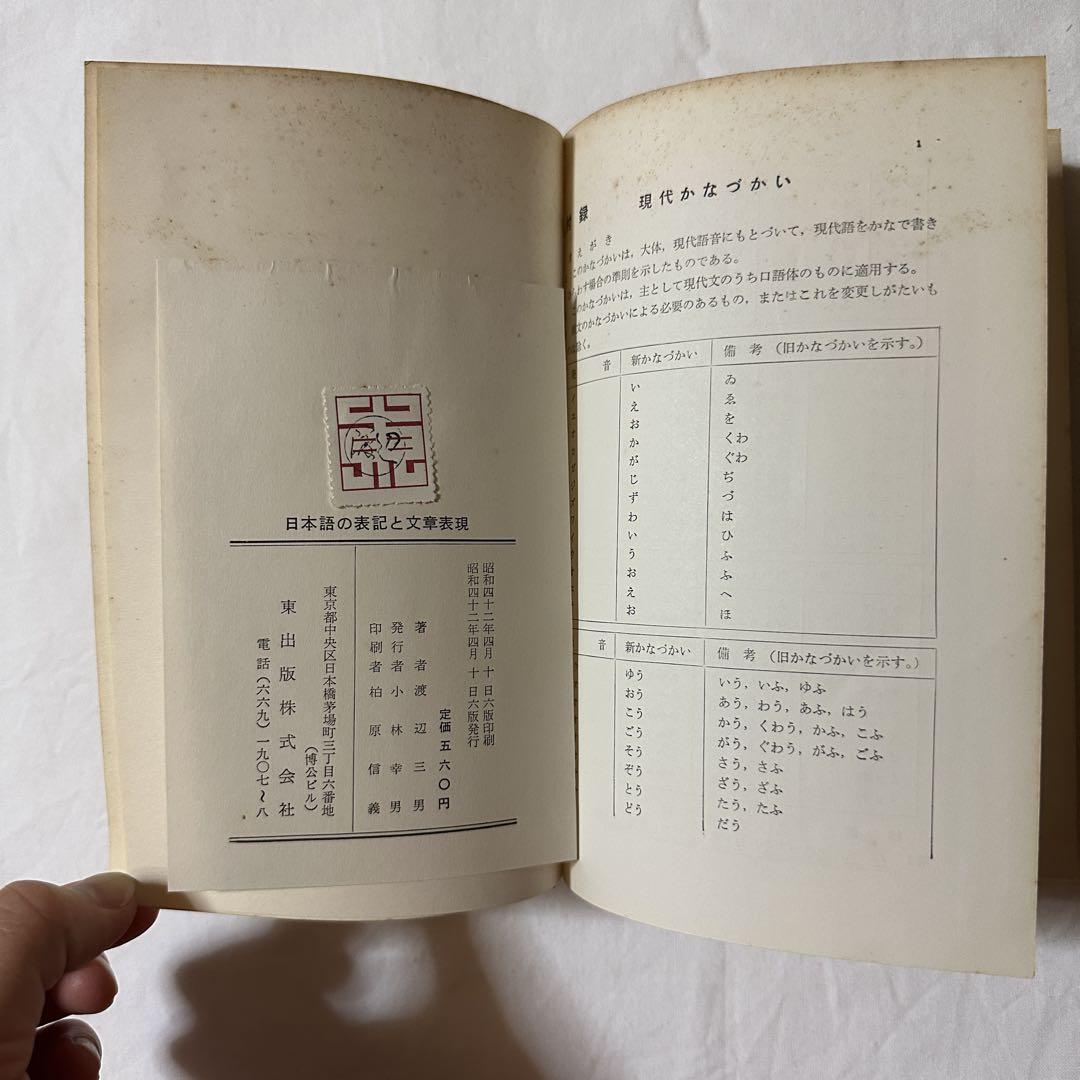 日本語の表記と文章表現
昭和四十二年四月 十 日六版印刷
昭和四十二年四月 十 日六版発行
定価 五六〇円
著者 渡辺三男
発行者 小林幸男
印刷者 柏原信義
東京都中央区日本橋茅場町三丁目六番地
(博公ビル)
東出版株式会社
電話(六六九)一九〇七~八
1
録 現代かなづかい
えがき
のかなづかいは,大体,現代語音にもとづいて,現代語をかなで書き
わす場合の準則を示したものである。
のかなづかいは,主として現代文のうち口語体のものに適用する。
文のかなづかいによる必要のあるもの,またはこれを変更しがたいも
除く。
音 新かなづかい 備考 (旧かなづかいを示す。)
い ゐ
え ゑ
お を
か くわ
が ぐわ
じ ぢ
ず づ
わ は
い ひ
う ふ
お ふ
え へ
お ほ
音 新かなづかい 備考 (旧かなづかいを示す。)
ゆう いう,いふ,ゆふ
おう あう,わう,あふ,はう
こう かう,くわう,かふ,こふ
ごう がう,ぐわう,がふ,ごふ
そう さう,さふ
ぞう ざう,ざふ
とう たう,たふ
どう だう